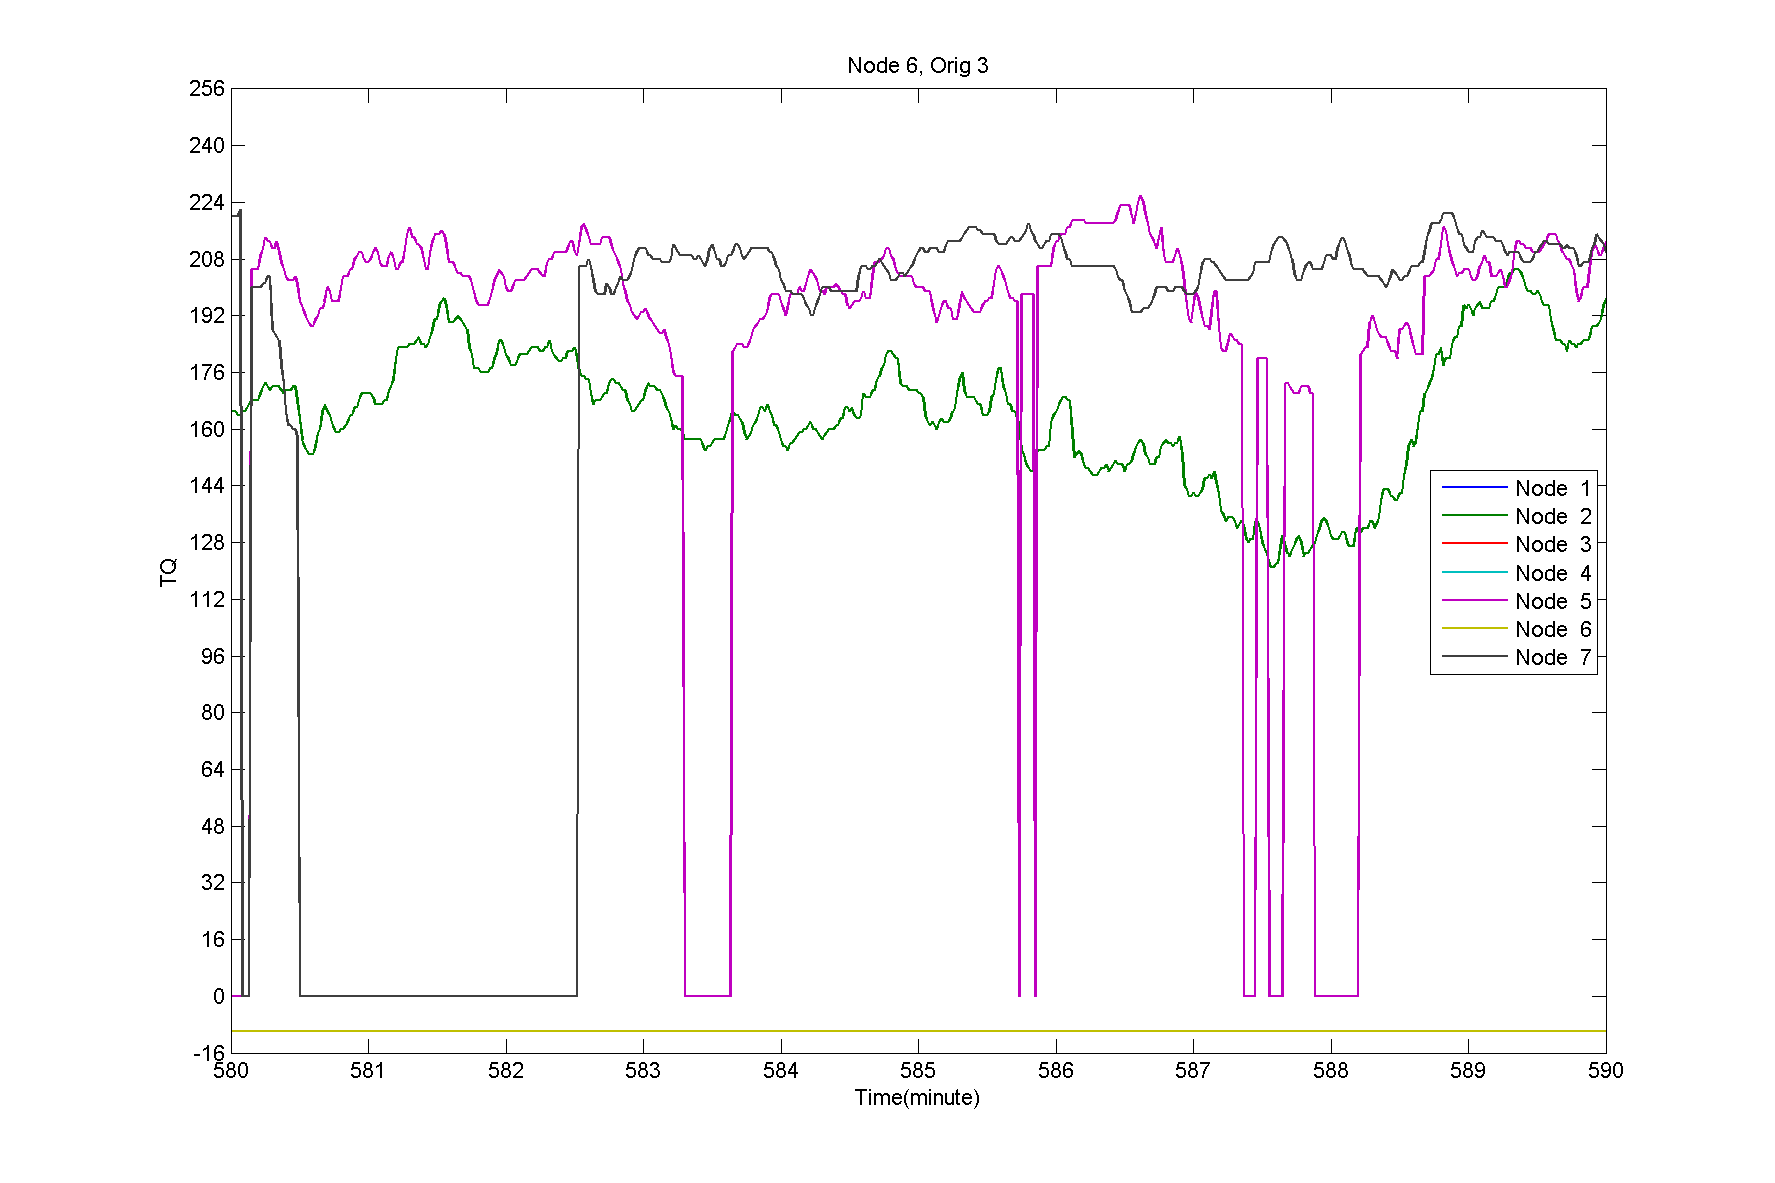 Node 6, Orig 3
256
240
224
208
192
176
160
144
128
112
96
80
64
48
32
16
0
-16
TQ
Node 1
Node 2
Node 3
Node 4
Node 5
Node 6
Node 7
580 581 582 583 584 585 586 587 588 589 590
Time(minute)